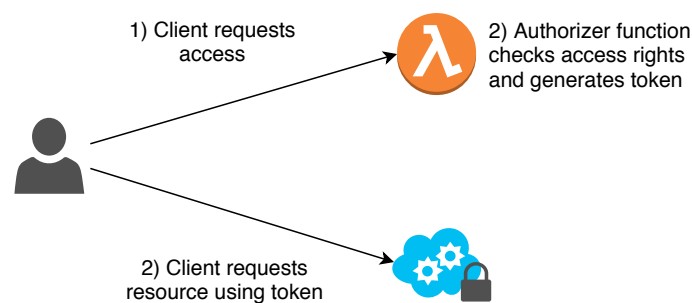 1) Client requests
access
2) Authorizer function
checks access rights
and generates token
2) Client requests
resource using token